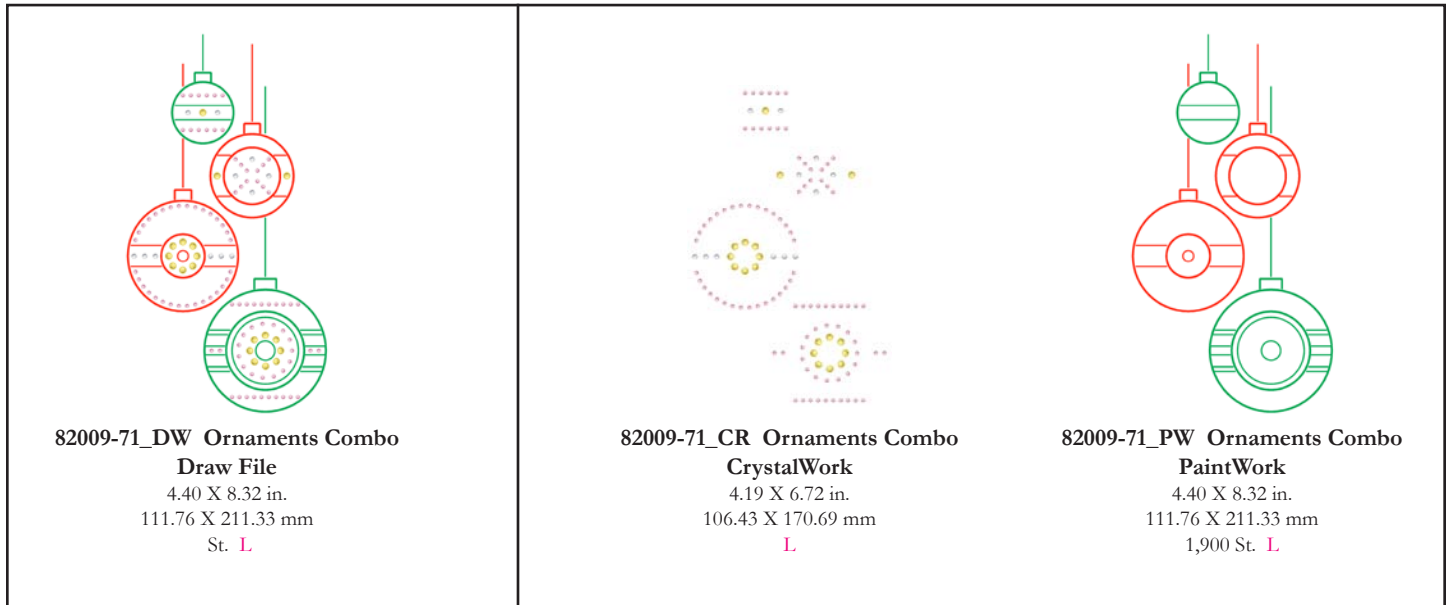 82009-71_DW Ornaments Combo
Draw File
4.40 X 8.32 in.
111.76 X 211.33 mm
St. L
82009-71_CR Ornaments Combo
CrystalWork
4.19 X 6.72 in.
106.43 X 170.69 mm
L
82009-71_PW Ornaments Combo
PaintWork
4.40 X 8.32 in.
111.76 X 211.33 mm
1,900 St. L